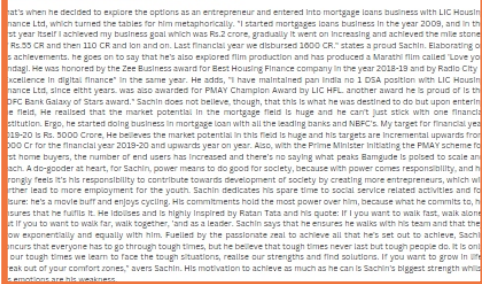 at's when he decided to explore the options as an entrepreneur and entered into mortgage loans business with LIC Housin
nance Ltd, which turned the tables for him metaphorically. "I started mortgages loans business in the year 2009, and in th
rst year itself I achieved my business goal which was Rs.2 crore, gradually it went on increasing and achieved the mile stone
Rs.55 CR and then 110 CR and ion and on. Last financial year we disbursed 1600 CR." states a proud Sachin. Elaborating o
s achievements, he goes on to say that he's also explored film production and has produced a Marathi film called 'Love yo
ndagi. He was honored by the Zee Business award for Best Housing Finance company in the year 2018-19 and by Radio City
xcellence in digital finance" in the same year. He adds, "I have maintained pan India no 1 DSA position with LIC Housin
nance Ltd, since eitht years. was also awarded for PMAY Champion Award by LIC HFL. another award he is proud of is th
DFC Bank Galaxy of Stars award." Sachin does not believe, though, that this is what he was destined to do but upon enterin
e field, He realised that the market potential in the mortgage field is huge and he can't just stick with one financia
stitution. Ergo, he started doing business in mortgage loan with all the leading banks and NBFC's. My target for financial yea
019-20 is Rs. 5000 Crore, He believes the market potential in this field is huge and his targets are incremental upwards fro
000 Cr for the financial year 2019-20 and upwards year on year. Also, with the Prime Minister initiating the PMAY scheme fo
st home buyers, the number of end users has increased and there's no saying what peaks Bamgude is poised to scale an
ach. A do-gooder at heart, for Sachin, power means to do good for society, because with power comes responsibility, and h
rongly feels it's his responsibility to contribute towards development of society by creating more entrepreneurs, which wi
rther lead to more employment for the youth. Sachin dedicates his spare time to social service related activities and fo
isure: he's a movie buff and enjoys cycling. His commitments hold the most power over him, because what he commits to, h
nsures that he fulfils it. He idolises and is highly inspired by Ratan Tata and his quote: If I you want to walk fast, walk alone
ut if you want to walk far, walk together, 'and as a leader. Sachin says that he ensures he walks with his team and that the
ow exponentially and equally with him. Fuelled by the passionate zeal to achieve all that he's set out to achieve, Sachi
ncurs that everyone has to go through tough times, but he believe that tough times never last but tough people do. It is onl
our tough times we learn to face the tough situations, realise our strengths and find solutions. If you want to grow in life
eak out of your comfort zones," avers Sachin. His motivation to achieve as much as he can is Sachin's biggest strength while
s emotions are his weakness.